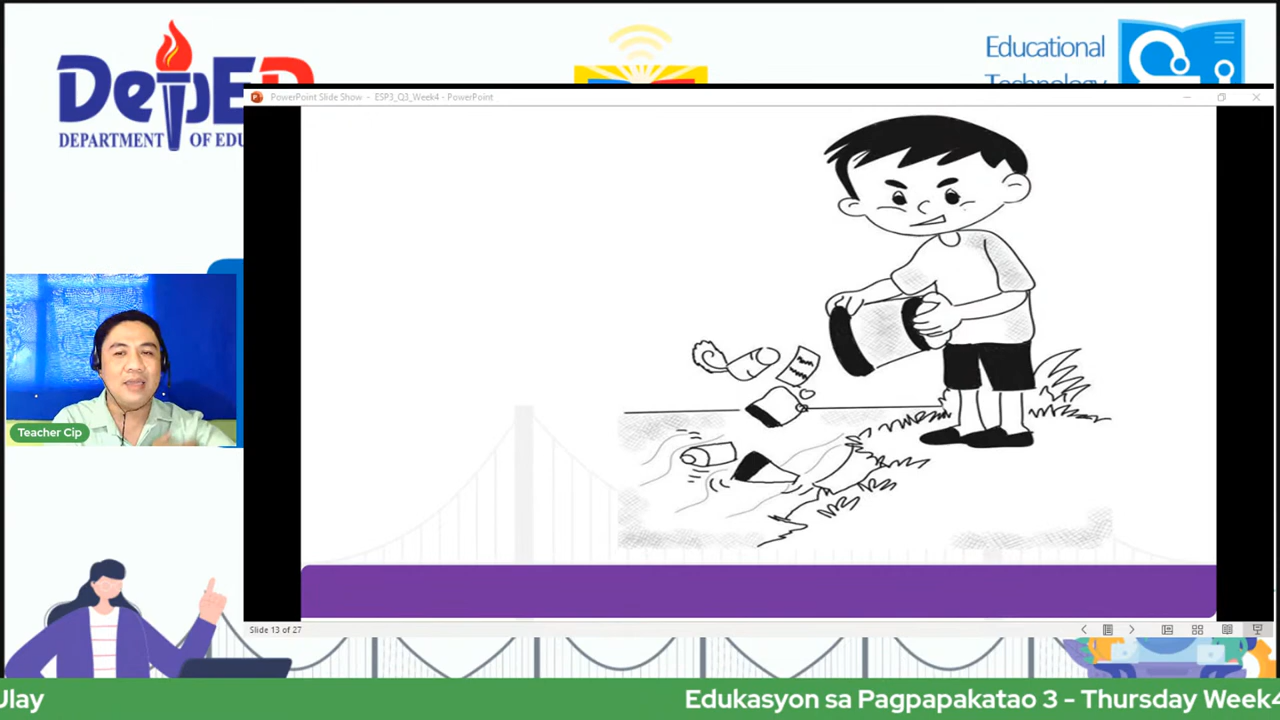 DepED
DEPARTMENT OF EDU
Educational
Technology
PowerPoint Slide Show - ESP3_Q3_Week4 - PowerPoint
Teacher Cip
Slide 13 of 27
Ulay
Edukasyon sa Pagpapakatao 3 - Thursday Week4